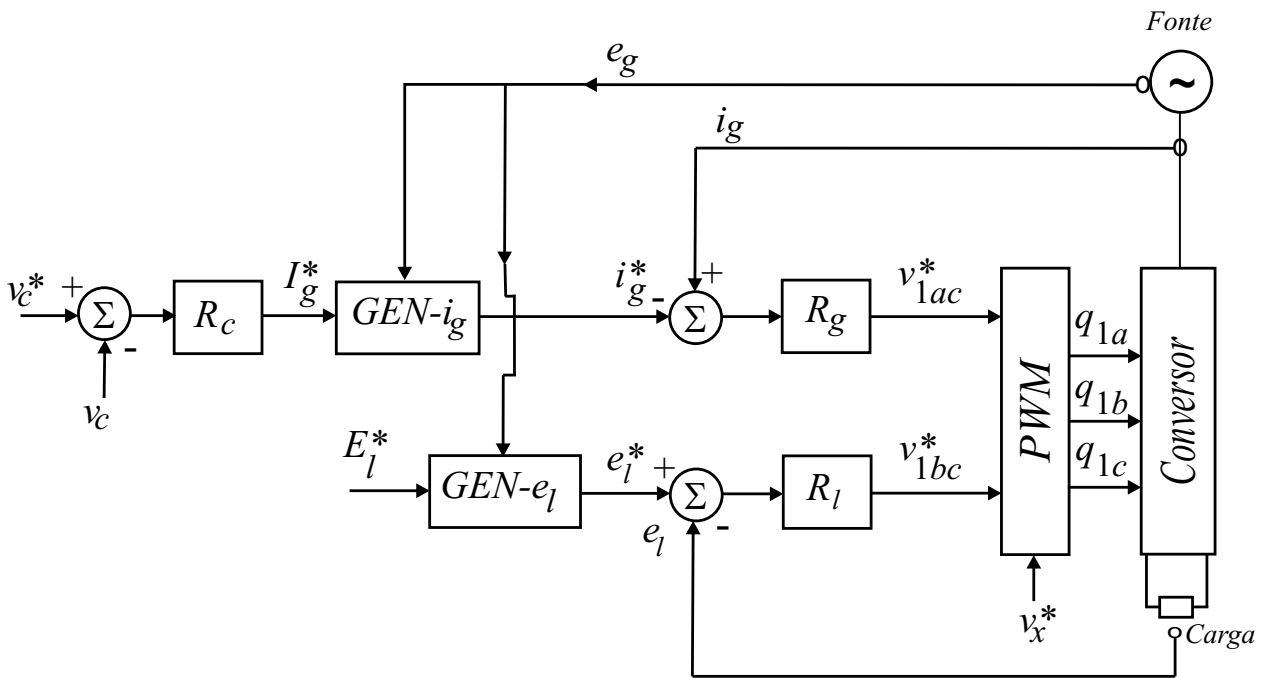 Fonte
~
e_g
i_g
v_c* + Σ - v_c
R_c
I_g*
GEN-i_g
i_g* - + Σ
R_g
v*_1ac
PWM
q_1a
q_1b
q_1c
Conversor
E_l*
GEN-e_l
e_l* + Σ -
e_l
R_l
v*_1bc
v_x*
Carga